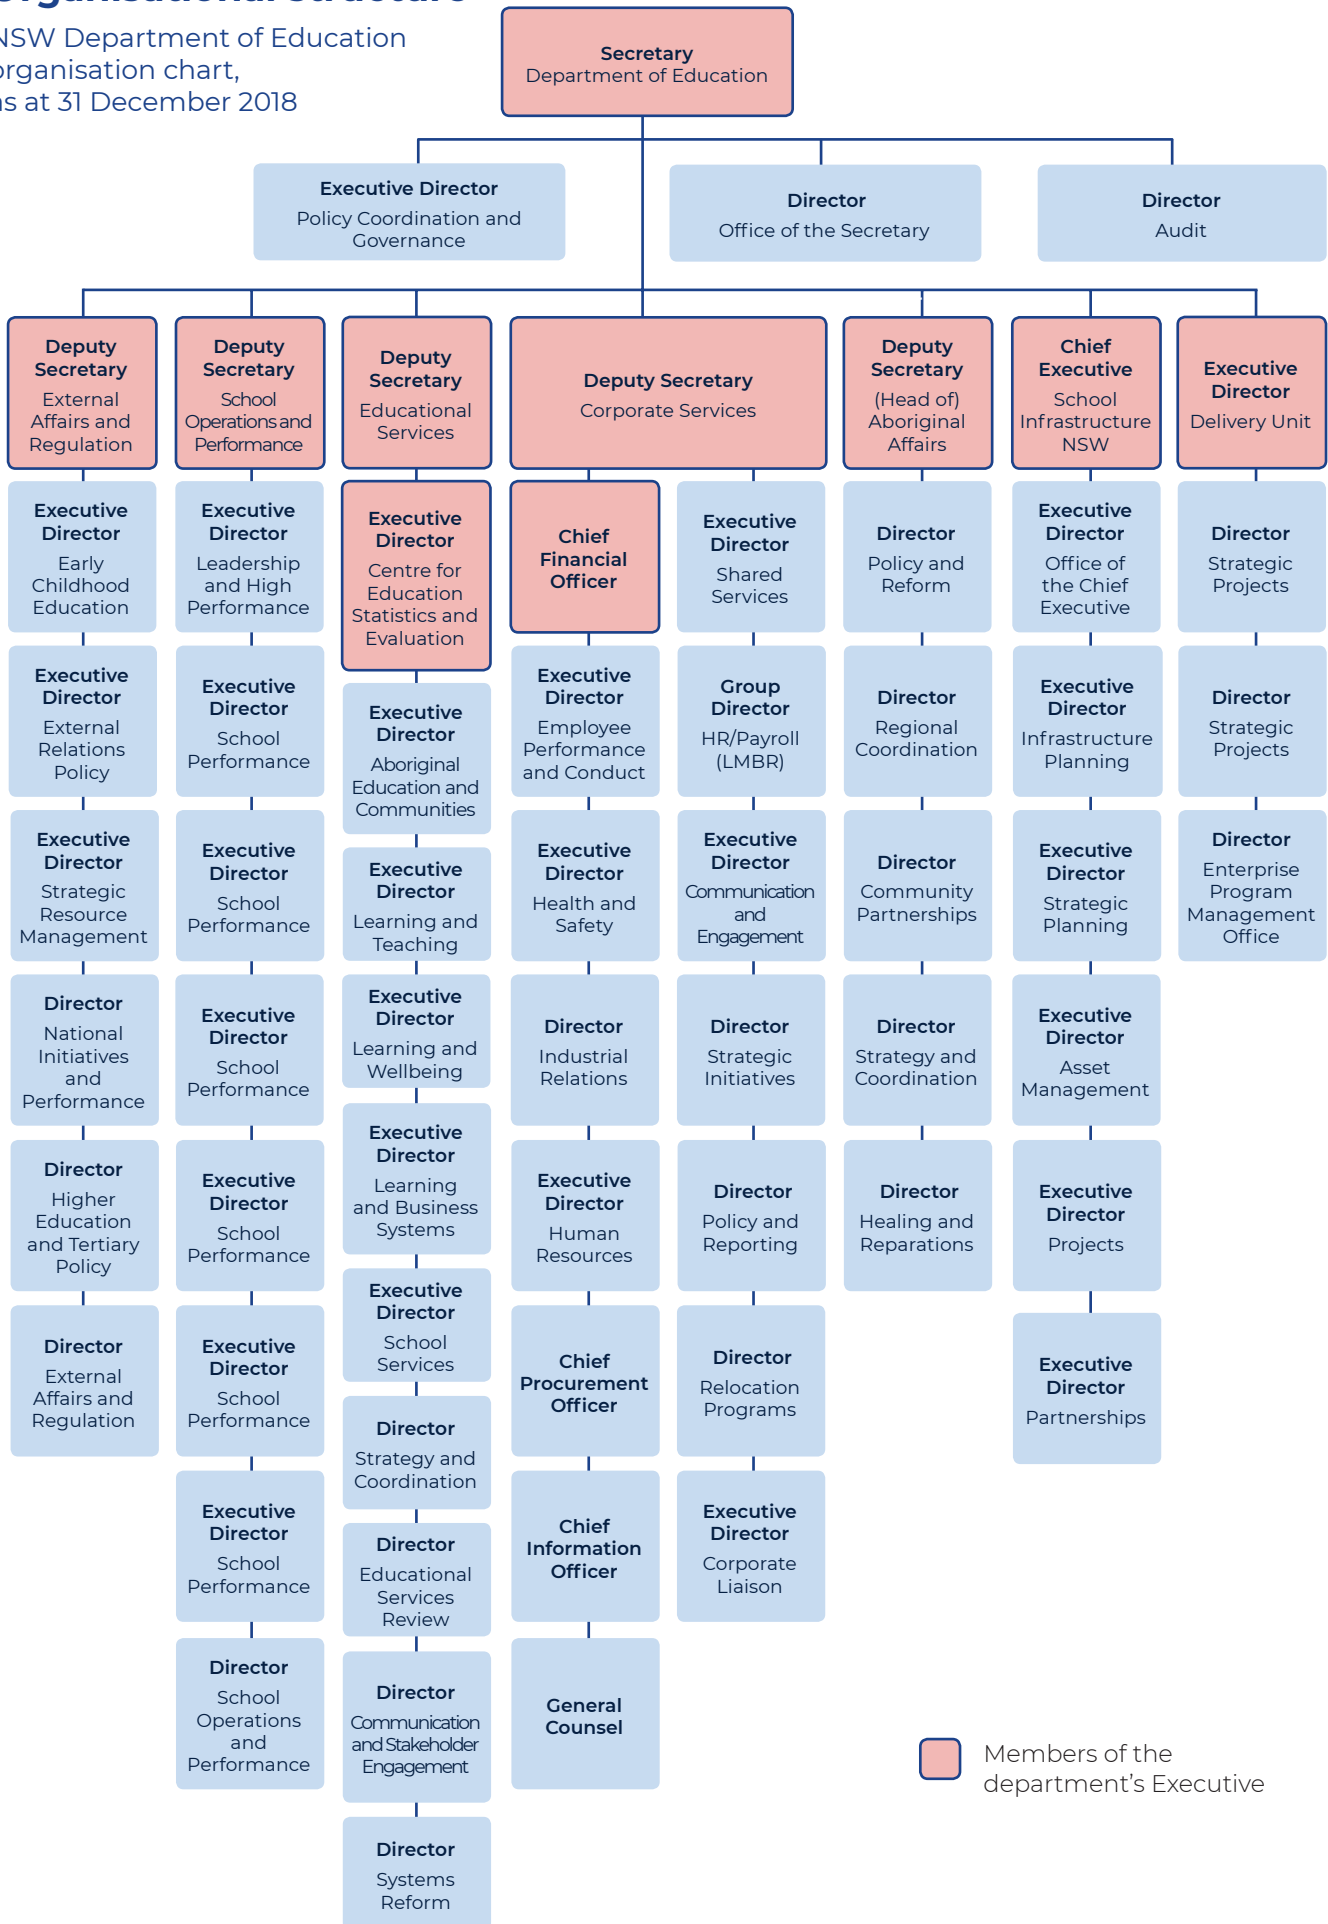 Organisational Structure
NSW Department of Education
organisation chart,
as at 31 December 2018
Secretary
Department of Education
Executive Director
Policy Coordination and
Governance
Director
Office of the Secretary
Director
Audit
Deputy
Secretary
External
Affairs and
Regulation
Executive
Director
Early
Childhood
Education
Executive
Director
External
Relations
Policy
Executive
Director
Strategic
Resource
Management
Director
National
Initiatives
and
Performance
Director
Higher
Education
and Tertiary
Policy
Director
External
Affairs and
Regulation
Deputy
Secretary
School
Operations and
Performance
Executive
Director
Leadership
and High
Performance
Executive
Director
School
Performance
Executive
Director
School
Performance
Executive
Director
School
Performance
Executive
Director
School
Performance
Executive
Director
School
Performance
Executive
Director
School
Performance
Director
School
Operations
and
Performance
Deputy
Secretary
Educational
Services
Executive
Director
Centre for
Education
Statistics and
Evaluation
Executive
Director
Aboriginal
Education and
Communities
Executive
Director
Learning and
Teaching
Executive
Director
Learning and
Wellbeing
Executive
Director
Learning
and Business
Systems
Executive
Director
School
Services
Director
Strategy and
Coordination
Director
Educational
Services
Review
Director
Communication
and Stakeholder
Engagement
Director
Systems
Reform
Deputy Secretary
Corporate Services
Chief
Financial
Officer
Executive
Director
Employee
Performance
and Conduct
Executive
Director
Health and
Safety
Director
Industrial
Relations
Executive
Director
Human
Resources
Chief
Procurement
Officer
Chief
Information
Officer
General
Counsel
Executive
Director
Shared
Services
Group
Director
HR/Payroll
(LMBR)
Executive
Director
Communication
and
Engagement
Director
Strategic
Initiatives
Director
Policy and
Reporting
Director
Relocation
Programs
Executive
Director
Corporate
Liaison
Deputy
Secretary
(Head of)
Aboriginal
Affairs
Director
Policy and
Reform
Director
Regional
Coordination
Director
Community
Partnerships
Director
Strategy and
Coordination
Director
Healing and
Reparations
Chief
Executive
School
Infrastructure
NSW
Executive
Director
Office of
the Chief
Executive
Executive
Director
Infrastructure
Planning
Executive
Director
Strategic
Planning
Executive
Director
Asset
Management
Executive
Director
Projects
Executive
Director
Partnerships
Executive
Director
Delivery Unit
Director
Strategic
Projects
Director
Strategic
Projects
Director
Enterprise
Program
Management
Office
Members of the
department's Executive